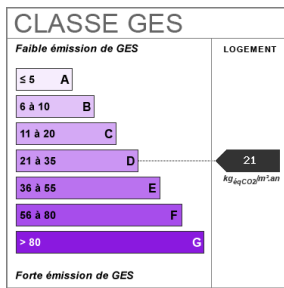 CLASSE GES
Faible émission de GES
LOGEMENT
≤ 5 A
6 à 10 B
11 à 20 C
21 à 35 D
21
kgéqCO2/m².an
36 à 55 E
56 à 80 F
> 80 G
Forte émission de GES